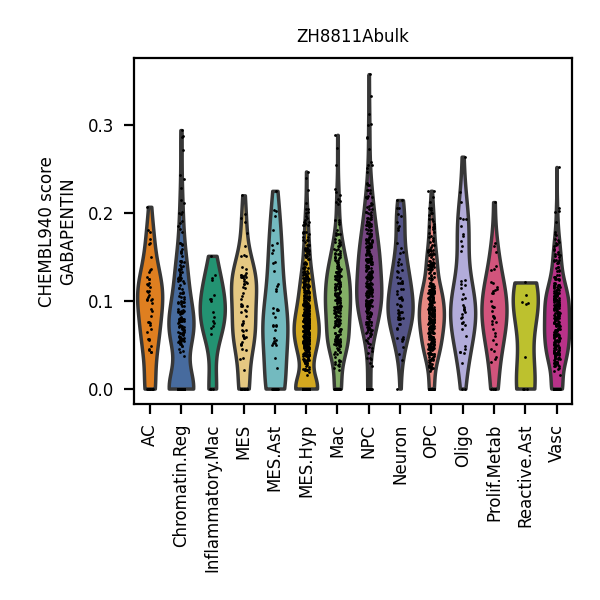 ZH8811Abulk
CHEMBL940 score
GABAPENTIN
0.3
0.2
0.1
0.0
AC
Chromatin.Reg
Inflammatory.Mac
MES
MES.Ast
MES.Hyp
Mac
NPC
Neuron
OPC
Oligo
Prolif.Metab
Reactive.Ast
Vasc